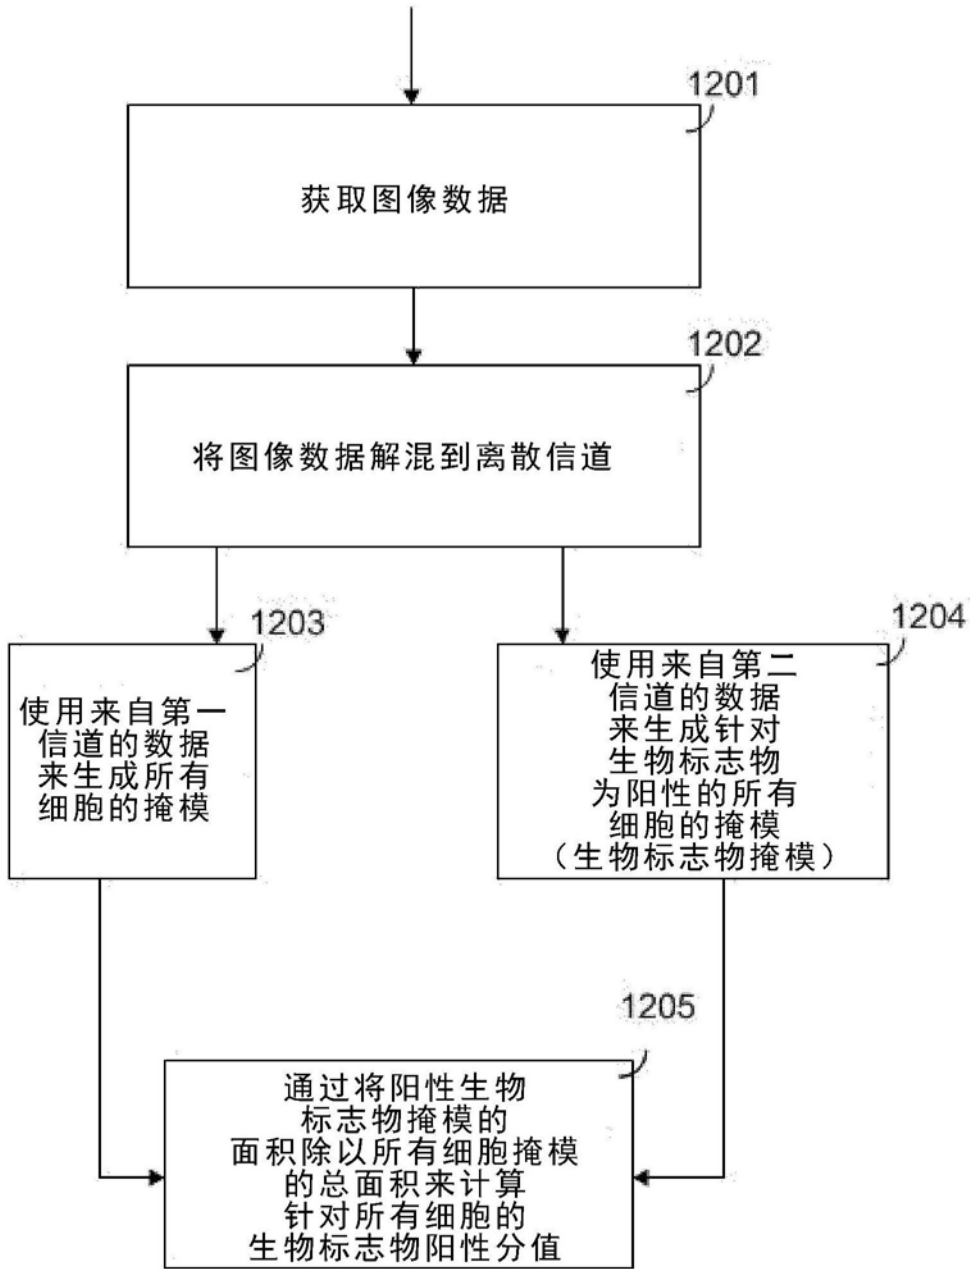 1201
获取图像数据
1202
将图像数据解混到离散信道
1203
使用来自第一
信道的数据
来生成所有
细胞的掩模
1204
使用来自第二
信道的数据
来生成针对
生物标志物
为阳性的所有
细胞的掩模
（生物标志物掩模）
1205
通过将阳性生物
标志物掩模的
面积除以所有细胞掩模
的总面积来计算
针对所有细胞的
生物标志物阳性分值